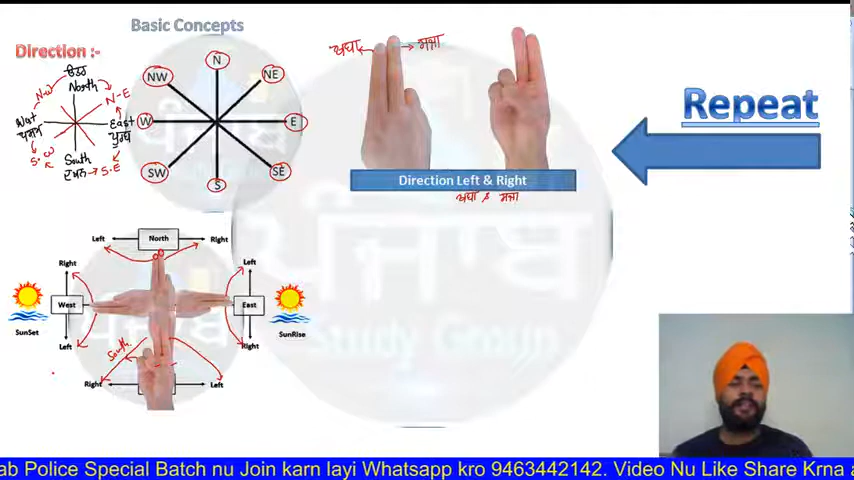 Basic Concepts
Direction :-
ਉੱਤਰ
North
N-W
N-E
West
ਪੱਛਮ
East
ਪੂਰਬ
S.W
South
ਦੱਖਣ
S.E
N
NW
NE
W
E
SW
SE
S
ਖੱਬਾ
ਸੱਜਾ
Direction Left & Right
ਖੱਬਾ & ਸੱਜਾ
Repeat
Left
North
Right
Right
West
Left
SunSet
Left
East
Right
SunRise
South
Right
Left
ਪੰਜਾਬ
Study Group
ab Police Special Batch nu Join karn layi Whatsapp kro 9463442142. Video Nu Like Share Krna a